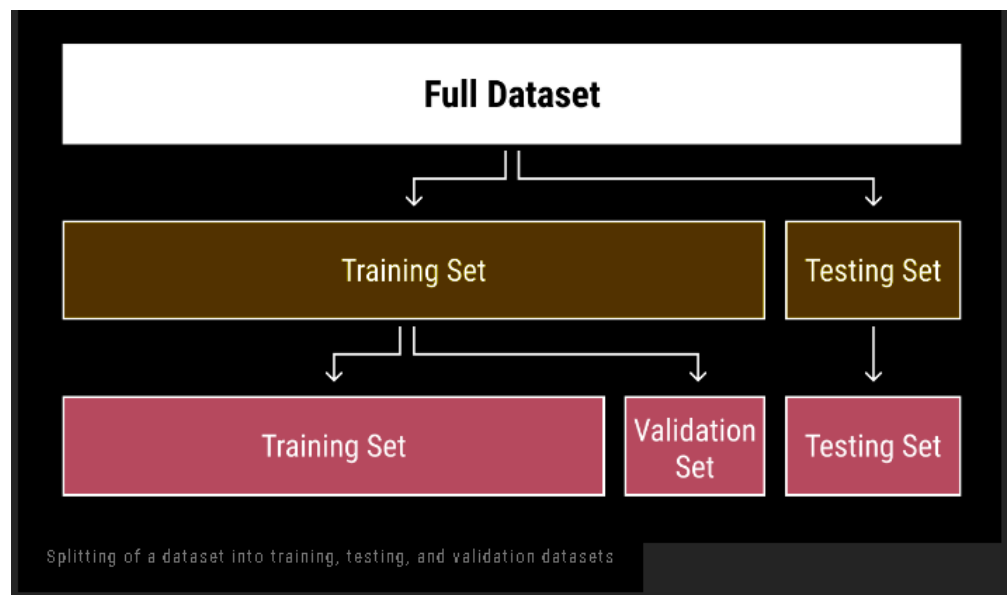 Full Dataset
Training Set
Testing Set
Training Set
Validation
Set
Testing Set
Splitting of a dataset into training, testing, and validation datasets